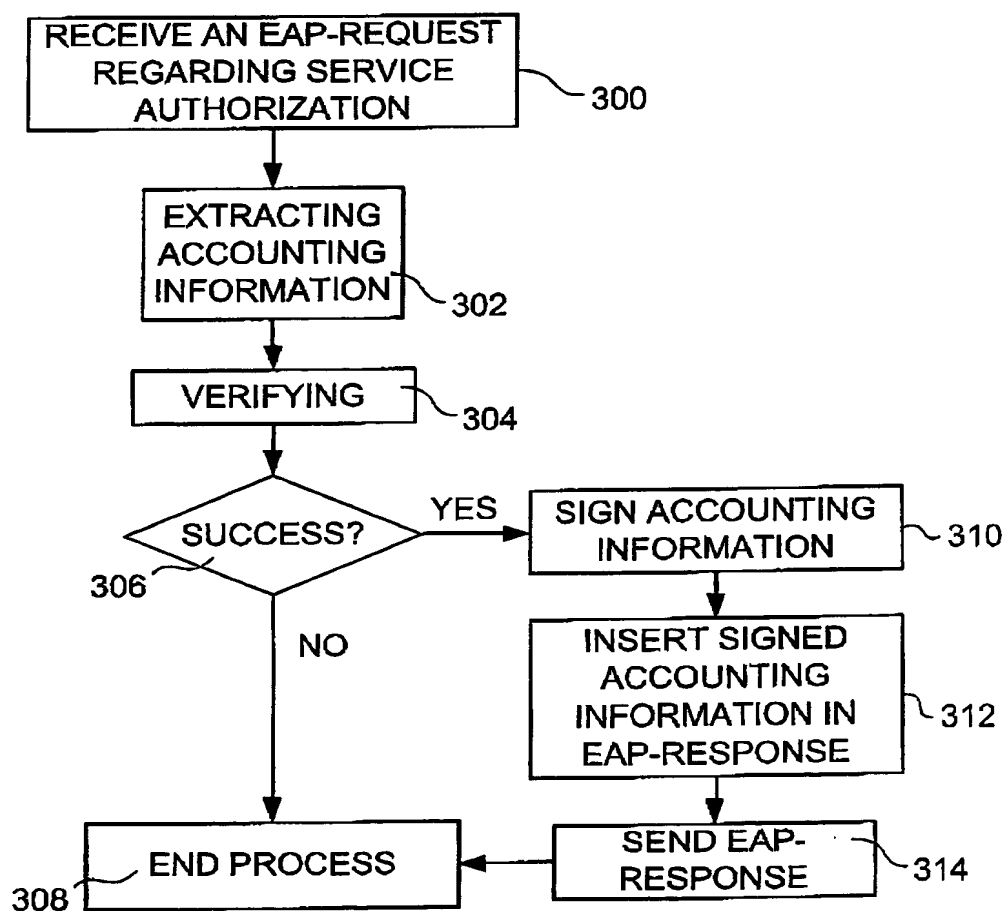 RECEIVE AN EAP-REQUEST
REGARDING SERVICE
AUTHORIZATION
300
EXTRACTING
ACCOUNTING
INFORMATION
302
VERIFYING
304
SUCCESS?
306
YES
NO
SIGN ACCOUNTING
INFORMATION
310
INSERT SIGNED
ACCOUNTING
INFORMATION IN
EAP-RESPONSE
312
SEND EAP-
RESPONSE
314
END PROCESS
308